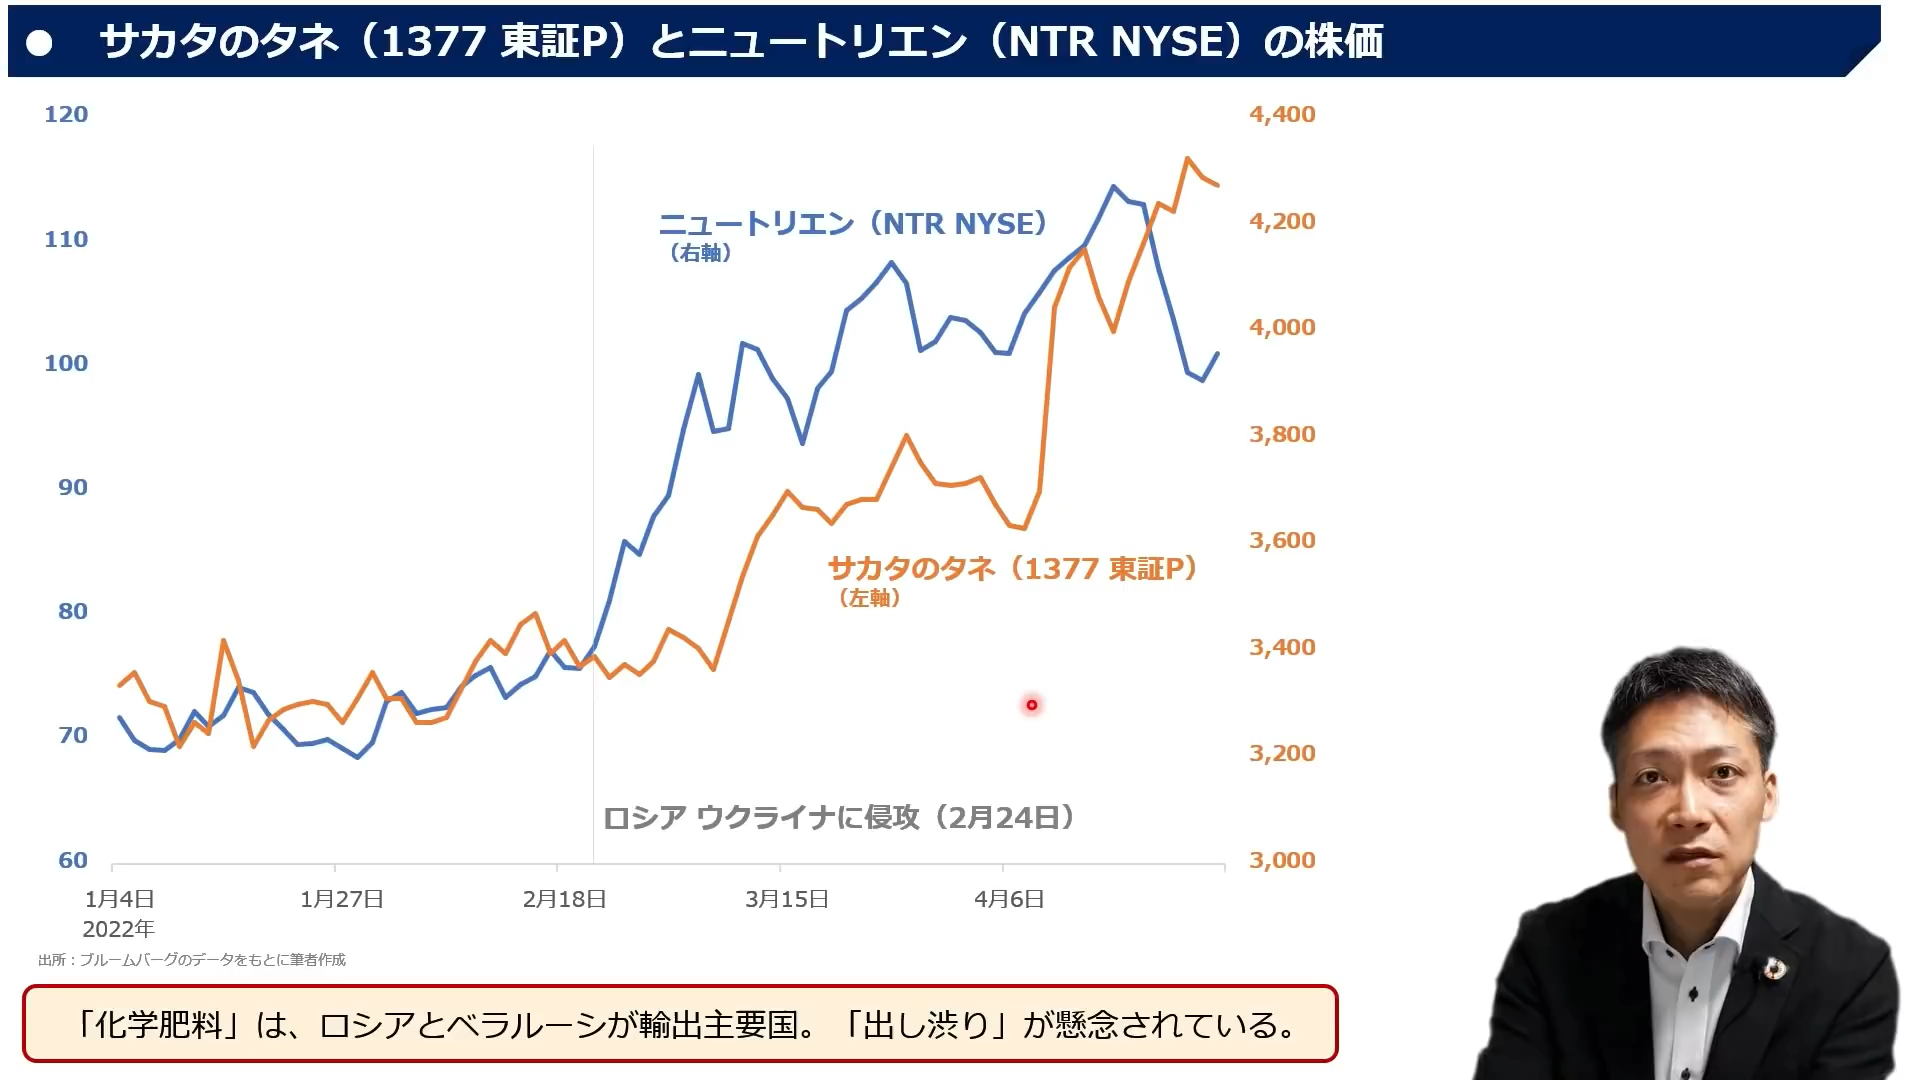 サカタのタネ（1377 東証P）とニュートリエン（NTR NYSE）の株価
120
110
100
90
80
70
60
4,400
4,200
4,000
3,800
3,600
3,400
3,200
3,000
ニュートリエン（NTR NYSE）
（右軸）
サカタのタネ（1377 東証P）
（左軸）
ロシア ウクライナに侵攻（2月24日）
1月4日
2022年
1月27日
2月18日
3月15日
4月6日
出所：ブルームバーグのデータをもとに筆者作成
「化学肥料」は、ロシアとベラルーシが輸出主要国。「出し渋り」が懸念されている。